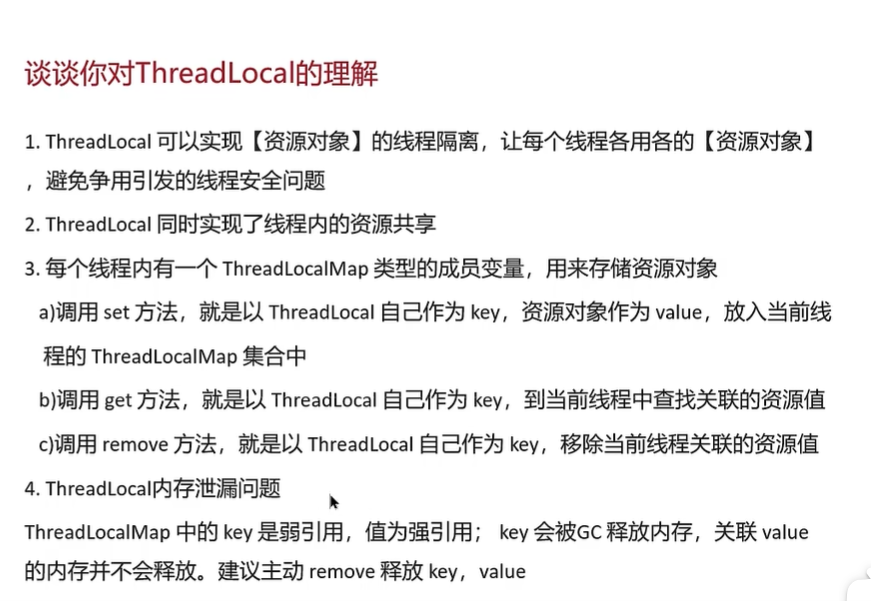 谈谈你对ThreadLocal的理解
1. ThreadLocal 可以实现【资源对象】的线程隔离，让每个线程各用各的【资源对象】
，避免争用引发的线程安全问题
2. ThreadLocal 同时实现了线程内的资源共享
3. 每个线程内有一个 ThreadLocalMap 类型的成员变量，用来存储资源对象
a)调用 set 方法，就是以 ThreadLocal 自己作为 key，资源对象作为 value，放入当前线
程的 ThreadLocalMap 集合中
b)调用 get 方法，就是以 ThreadLocal 自己作为 key，到当前线程中查找关联的资源值
c)调用 remove 方法，就是以 ThreadLocal 自己作为 key，移除当前线程关联的资源值
4. ThreadLocal内存泄漏问题
ThreadLocalMap 中的 key 是弱引用，值为强引用； key 会被GC 释放内存，关联 value
的内存并不会释放。建议主动 remove 释放 key，value